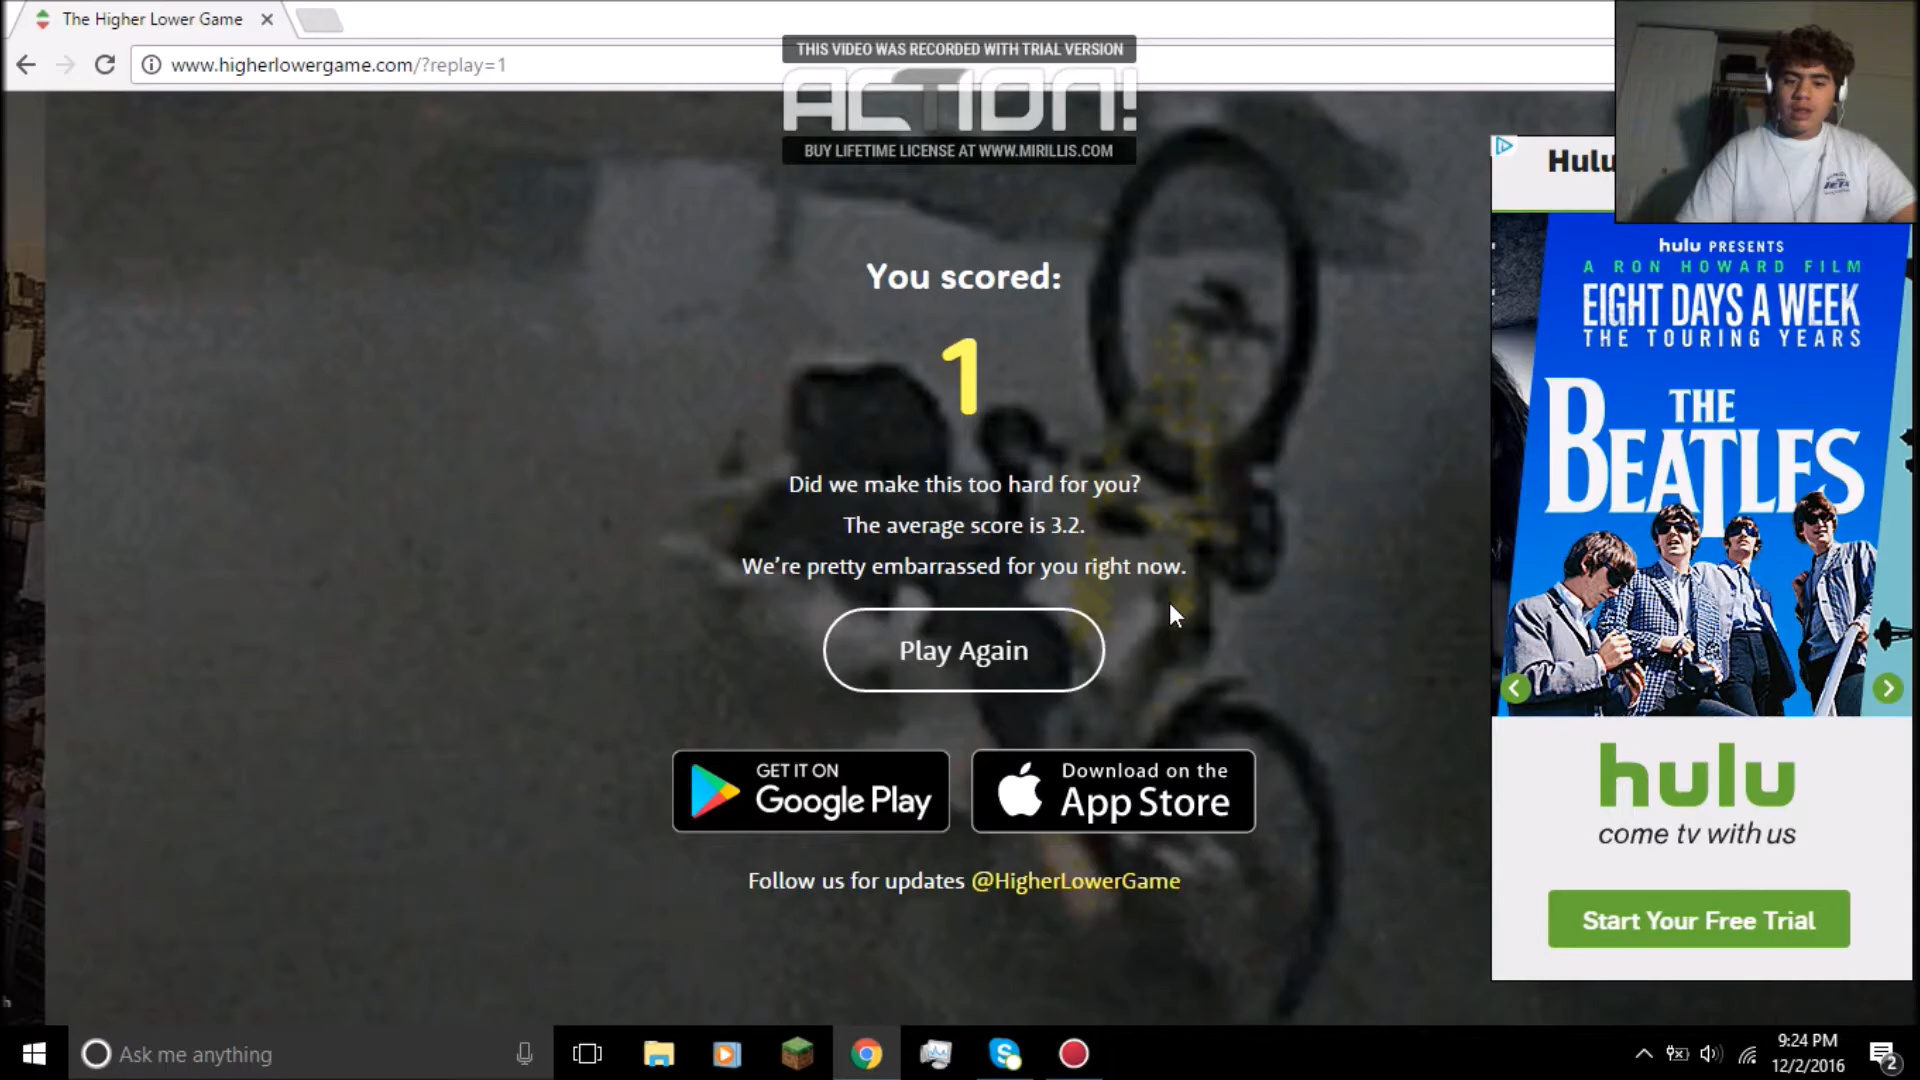 The Higher Lower Game
www.higherlowergame.com/?replay=1
THIS VIDEO WAS RECORDED WITH TRIAL VERSION
ACTION!
BUY LIFETIME LICENSE AT WWW.MIRILLIS.COM
You scored:
1
Did we make this too hard for you?
The average score is 3.2.
We're pretty embarrassed for you right now.
Play Again
GET IT ON
Google Play
Download on the
App Store
Follow us for updates @HigherLowerGame
Hulu
hulu PRESENTS
A RON HOWARD FILM
EIGHT DAYS A WEEK
THE TOURING YEARS
THE
BEATLES
hulu
come tv with us
Start Your Free Trial
Ask me anything
9:24 PM
12/2/2016
2